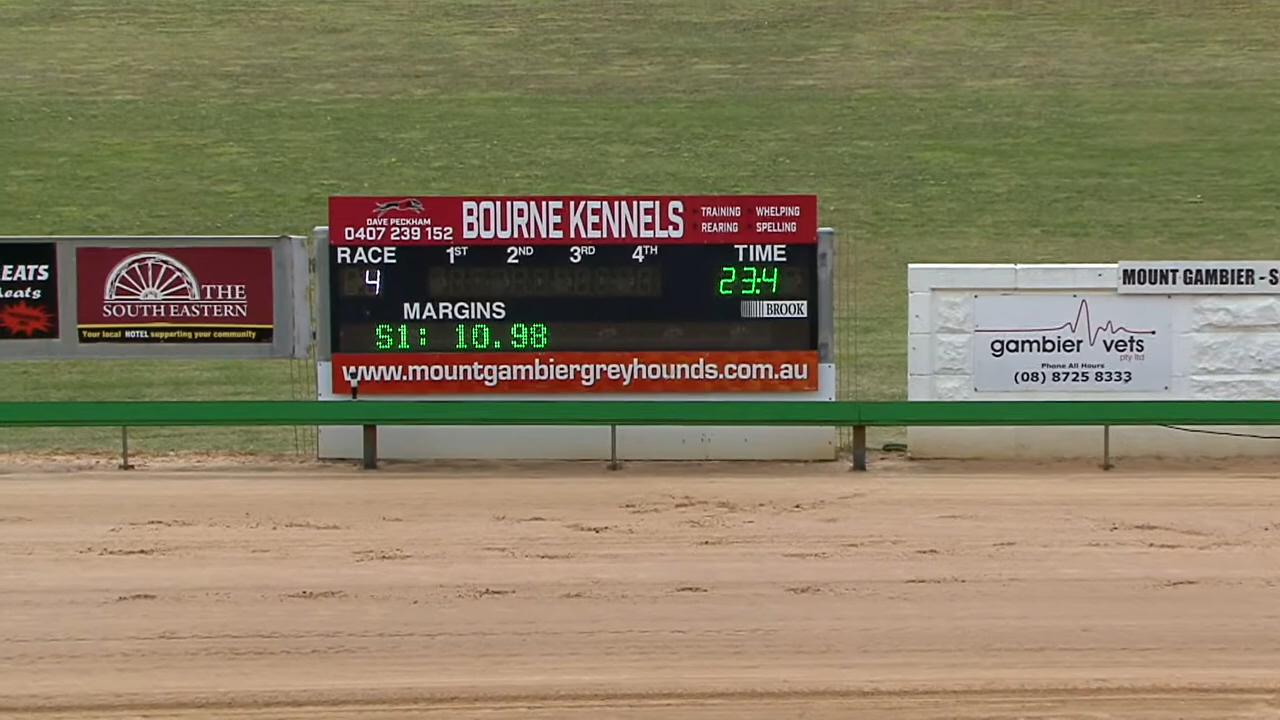 EATS
eats
THE
SOUTH EASTERN
Your local HOTEL supporting your community
DAVE PECKHAM
0407 239 152
BOURNE KENNELS
TRAINING WHELPING
REARING SPELLING
RACE 1ST 2ND 3RD 4TH TIME
4 23.4
MARGINS BROOK
S1: 10.98
www.mountgambiergreyhounds.com.au
MOUNT GAMBIER - S
gambier vets
pty ltd
Phone All Hours
(08) 8725 8333